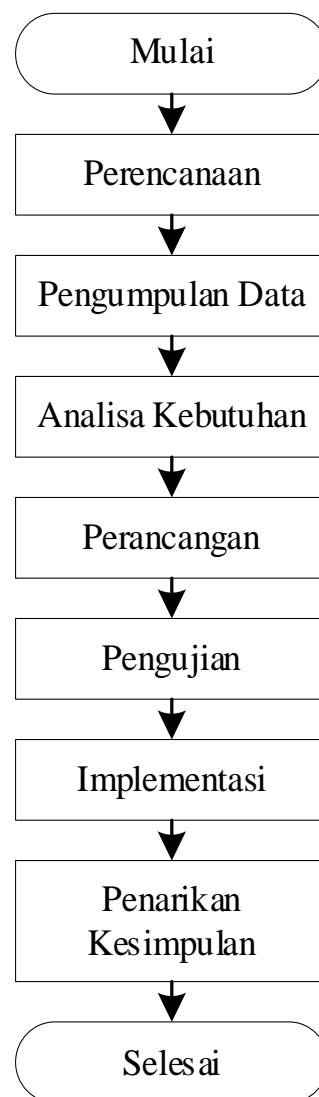 Mulai
Perencanaan
Pengumpulan Data
Analisa Kebutuhan
Perancangan
Pengujian
Implementasi
Penarikan
Kesimpulan
Selesai